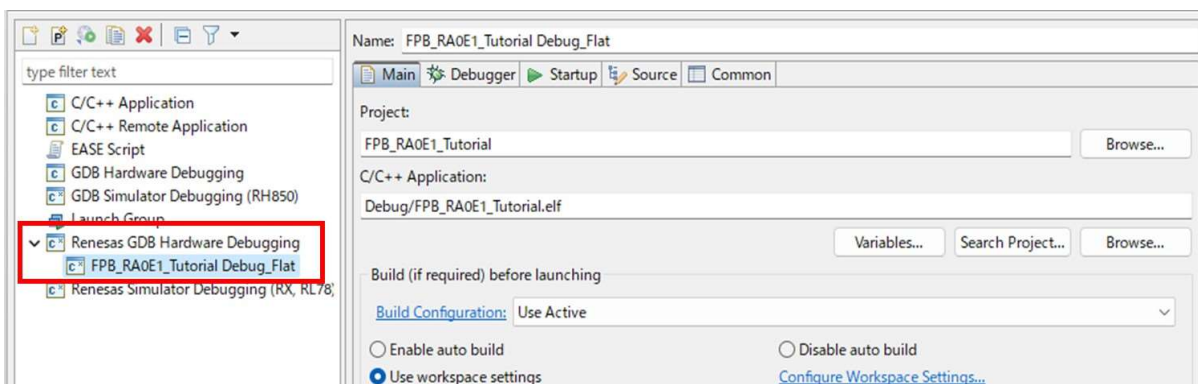 type filter text
C/C++ Application
C/C++ Remote Application
EASE Script
GDB Hardware Debugging
GDB Simulator Debugging (RH850)
Launch Group
Renesas GDB Hardware Debugging
FPB_RA0E1_Tutorial Debug_Flat
Renesas Simulator Debugging (RX, RL78)
Name: FPB_RA0E1_Tutorial Debug_Flat
Main Debugger Startup Source Common
Project:
FPB_RA0E1_Tutorial Browse...
C/C++ Application:
Debug/FPB_RA0E1_Tutorial.elf
Variables... Search Project... Browse...
Build (if required) before launching
Build Configuration: Use Active
Enable auto build Disable auto build
Use workspace settings Configure Workspace Settings...